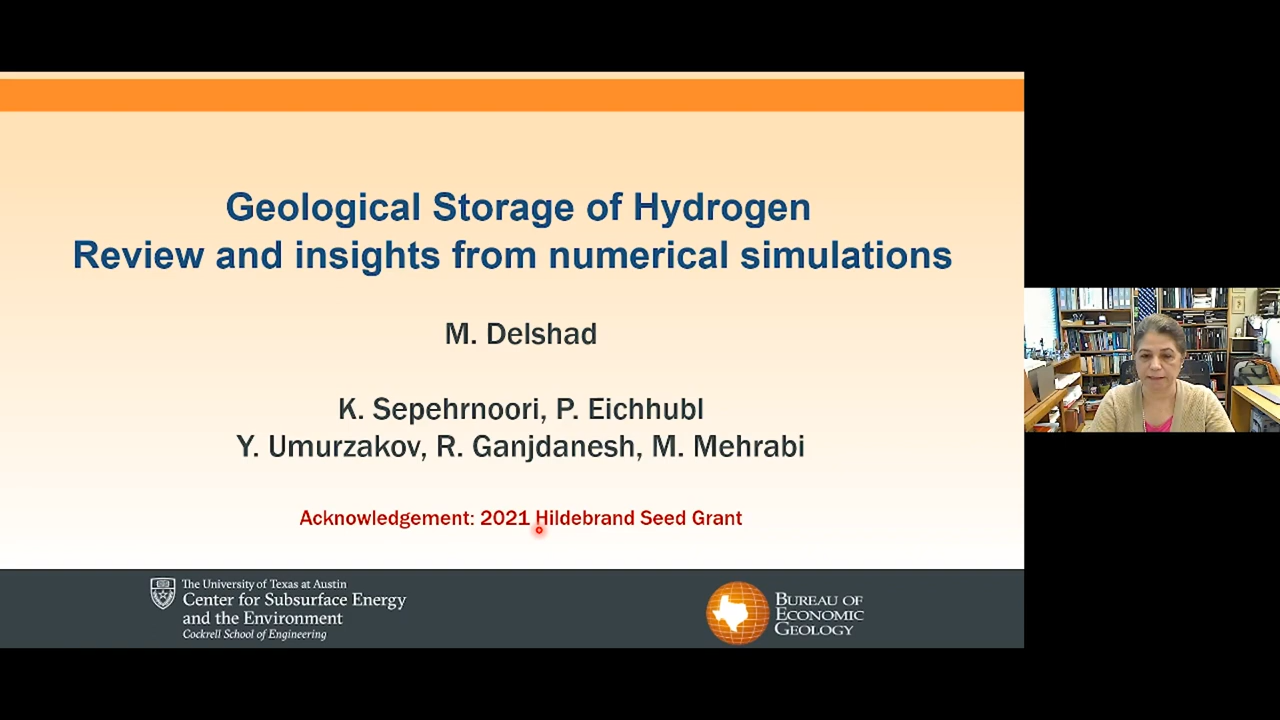 Geological Storage of Hydrogen
Review and insights from numerical simulations
M. Delshad
K. Sepehrnoori, P. Eichhubl
Y. Umurzakov, R. Ganjdanesh, M. Mehrabi
Acknowledgement: 2021 Hildebrand Seed Grant
The University of Texas at Austin
Center for Subsurface Energy
and the Environment
Cockrell School of Engineering
BUREAU OF
ECONOMIC
GEOLOGY